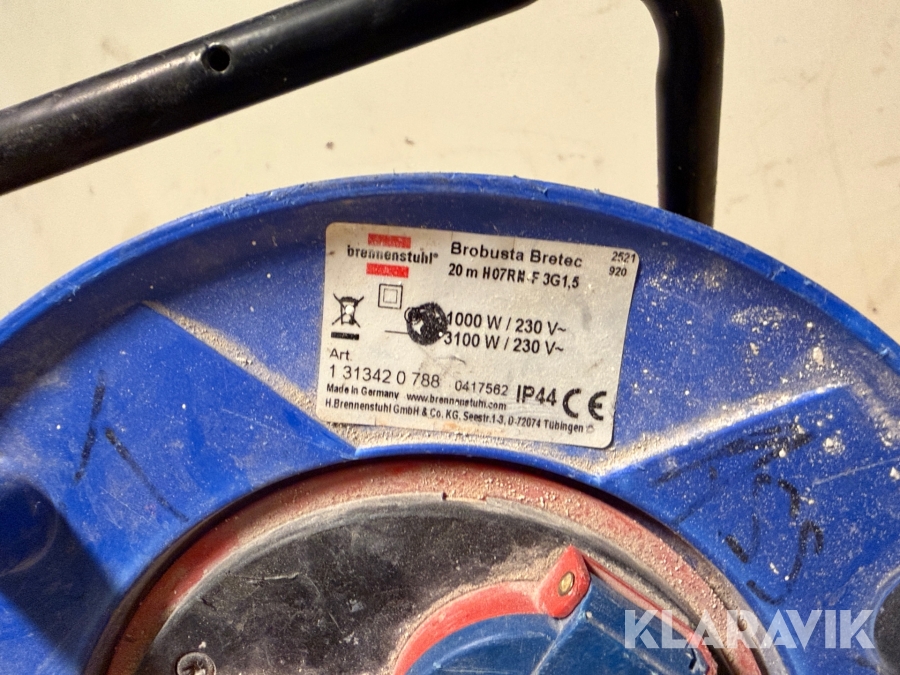 brennenstuhl®
Brobusta Bretec
20 m H07RN-F 3G1,5
2521
920
1000 W / 230 V~
3100 W / 230 V~
Art.
1 31342 0 788 0417562 IP44 CE
Made in Germany www.brennenstuhl.com
H.Brennenstuhl GmbH & Co. KG, Seestr.1-3, D-72074 Tübingen
KLARAVIK